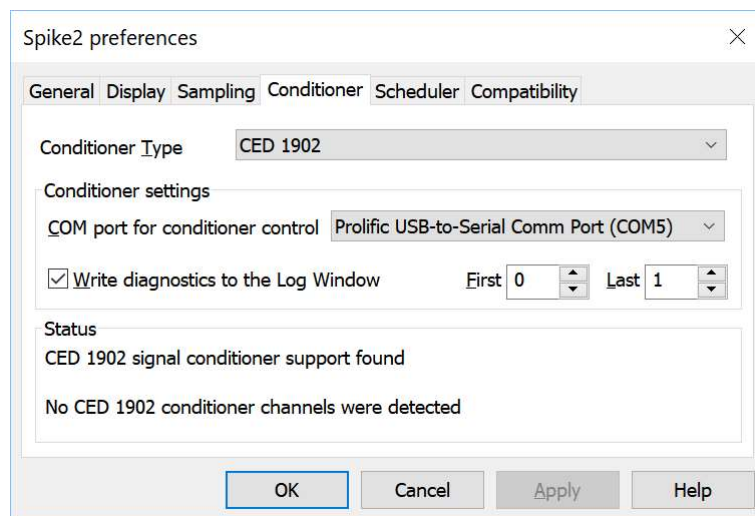 Spike2 preferences
General Display Sampling Conditioner Scheduler Compatibility
Conditioner Type CED 1902
Conditioner settings
COM port for conditioner control Prolific USB-to-Serial Comm Port (COM5)
Write diagnostics to the Log Window First 0 Last 1
Status
CED 1902 signal conditioner support found
No CED 1902 conditioner channels were detected
OK Cancel Apply Help